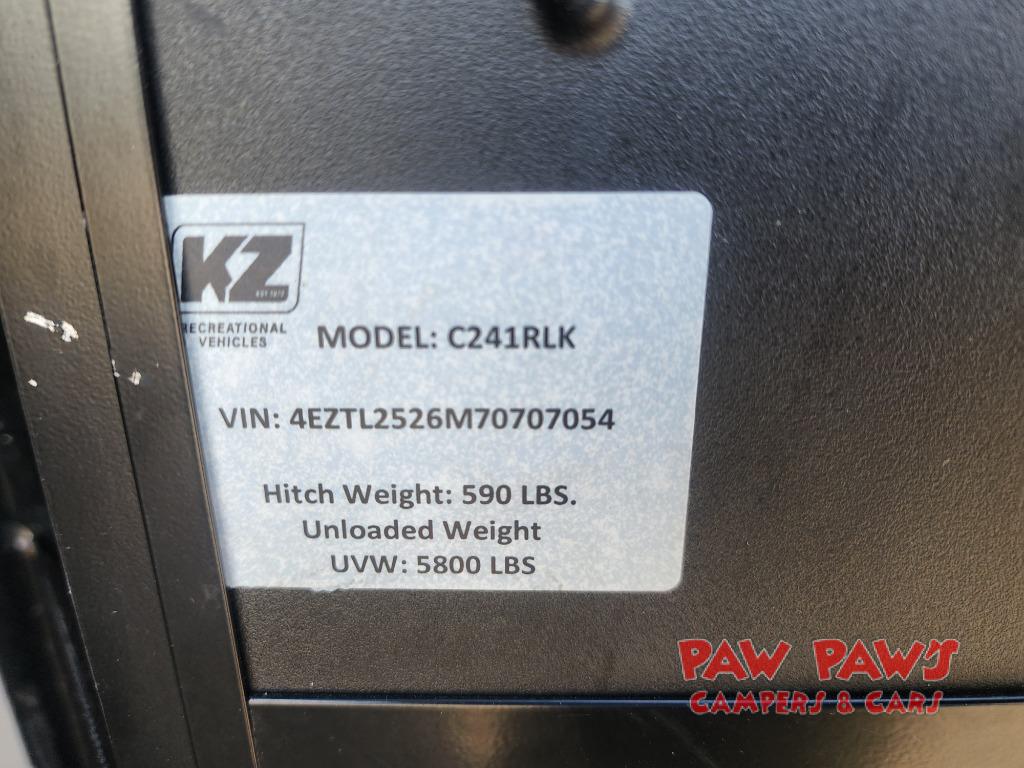 KZ
EST 1972
RECREATIONAL
VEHICLES
MODEL: C241RLK
VIN: 4EZTL2526M70707054
Hitch Weight: 590 LBS.
Unloaded Weight
UVW: 5800 LBS
PAW PAW'S
CAMPERS & CARS